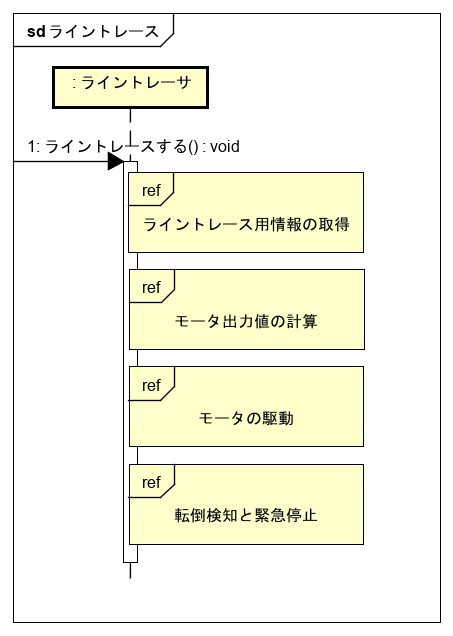 sd ライントレース
: ライントレーサ
1: ライントレースする() : void
ref
ライントレース用情報の取得
ref
モータ出力値の計算
ref
モータの駆動
ref
転倒検知と緊急停止